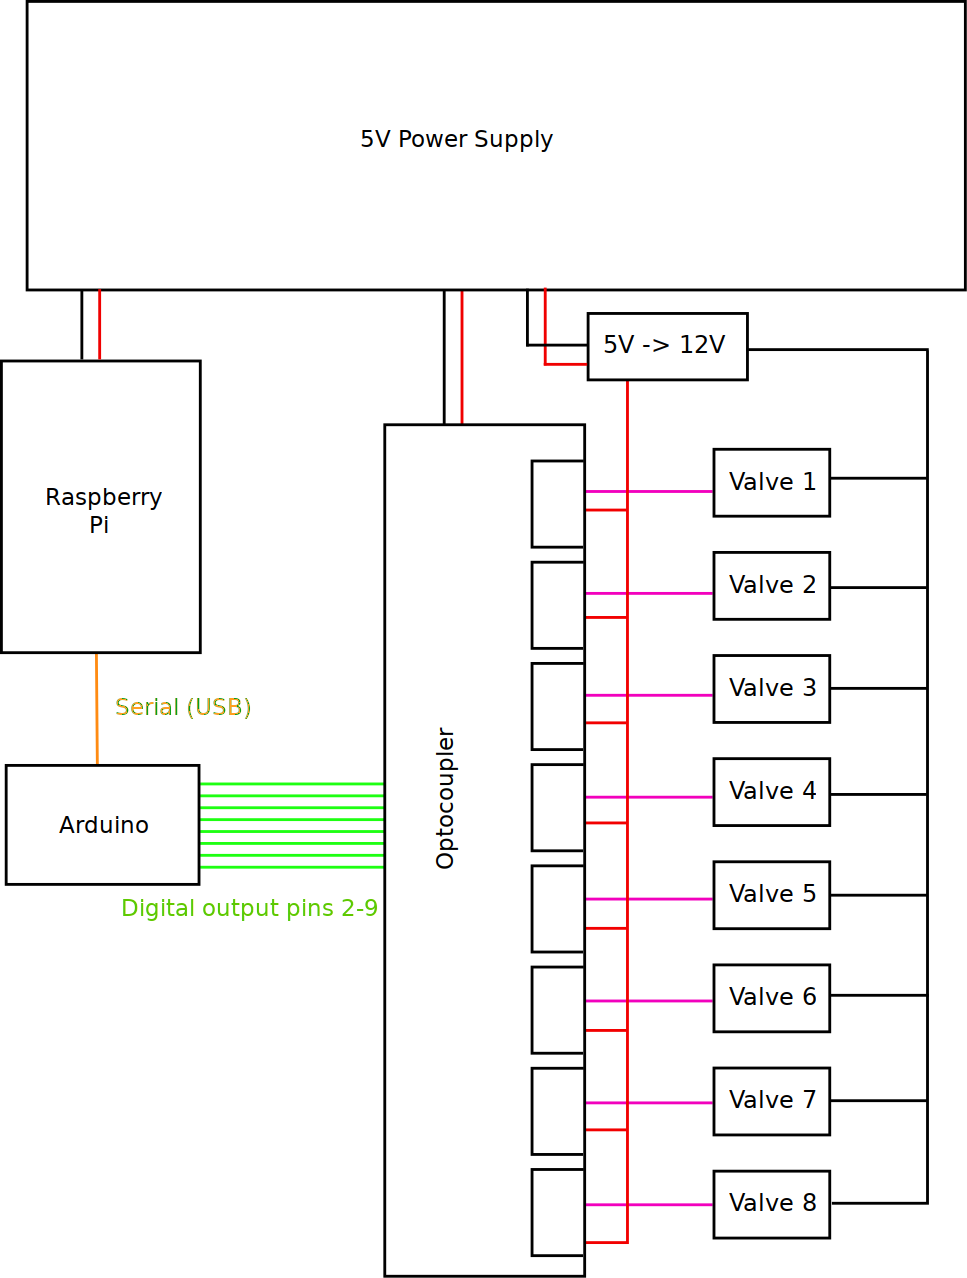 5V Power Supply
5V -> 12V
Raspberry
Pi
Serial (USB)
Arduino
Digital output pins 2-9
Optocoupler
Valve 1
Valve 2
Valve 3
Valve 4
Valve 5
Valve 6
Valve 7
Valve 8